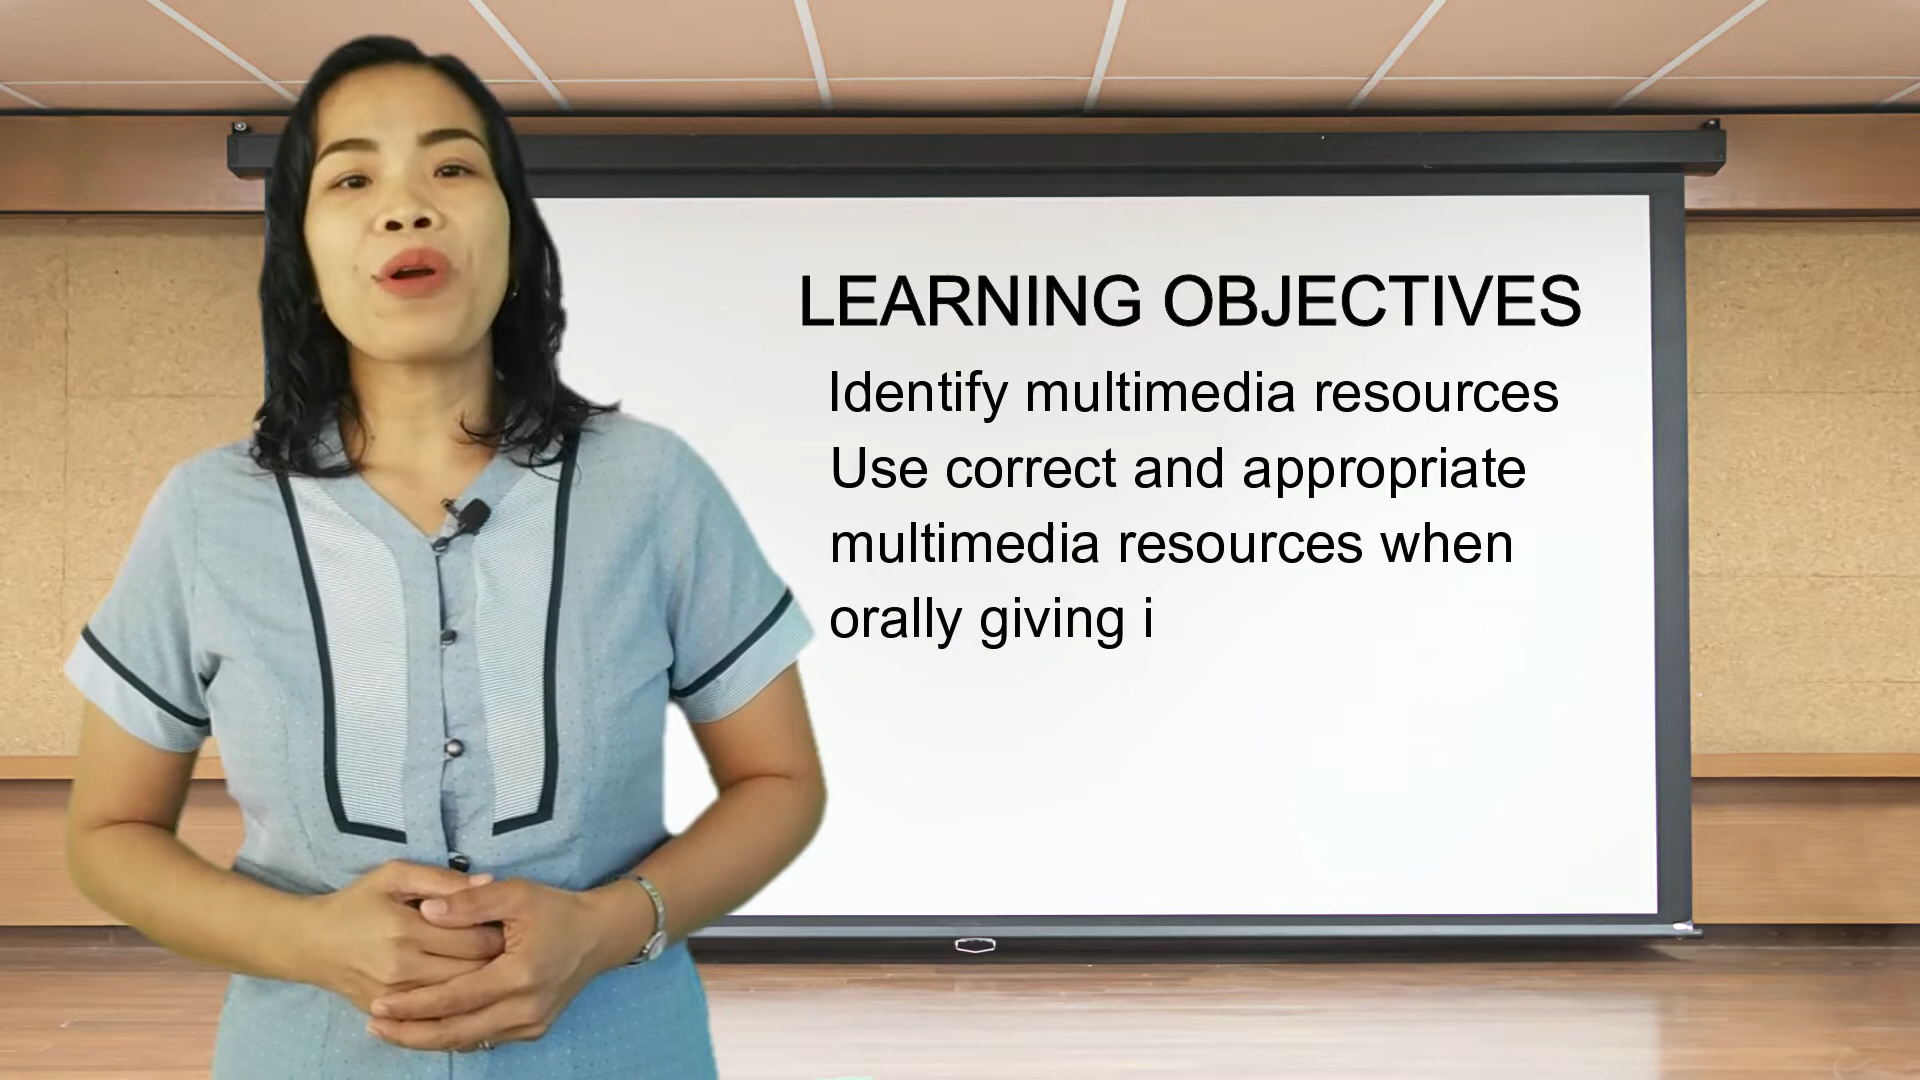 LEARNING OBJECTIVES
Identify multimedia resources
Use correct and appropriate
multimedia resources when
orally giving i